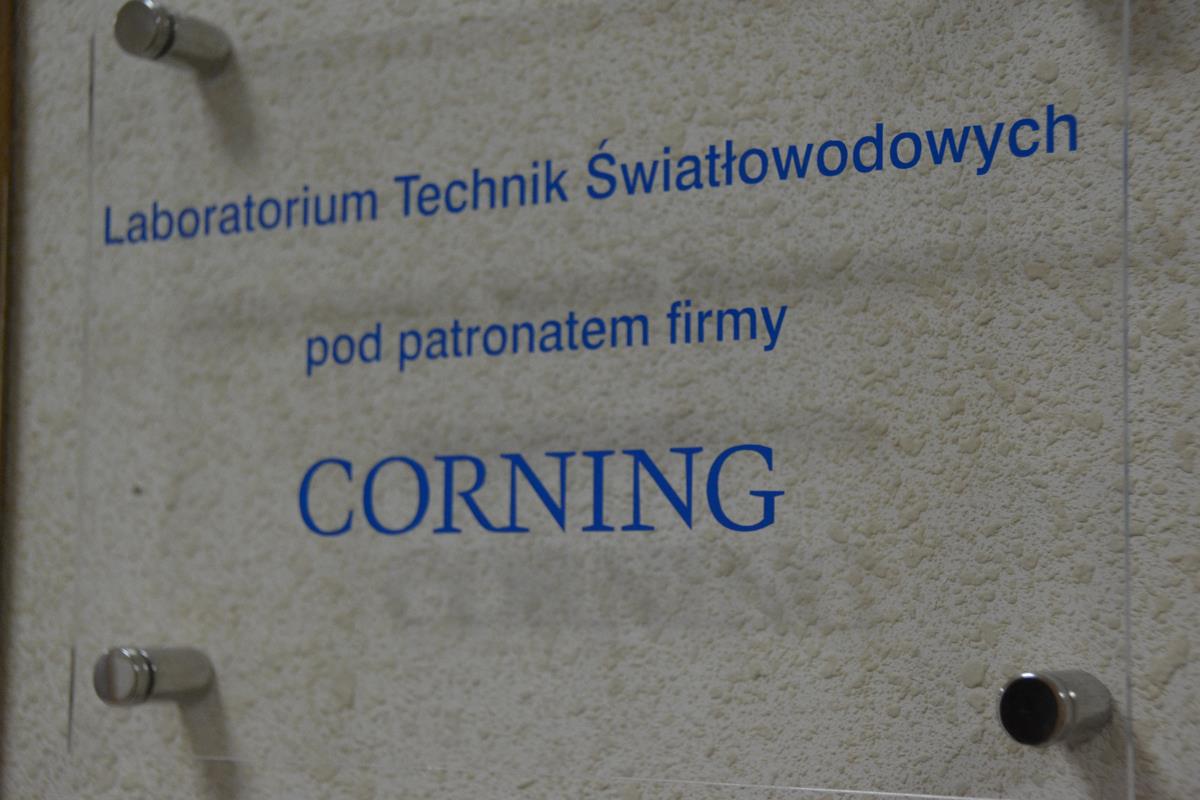 Laboratorium Technik Światłowodowych
pod patronatem firmy
CORNING